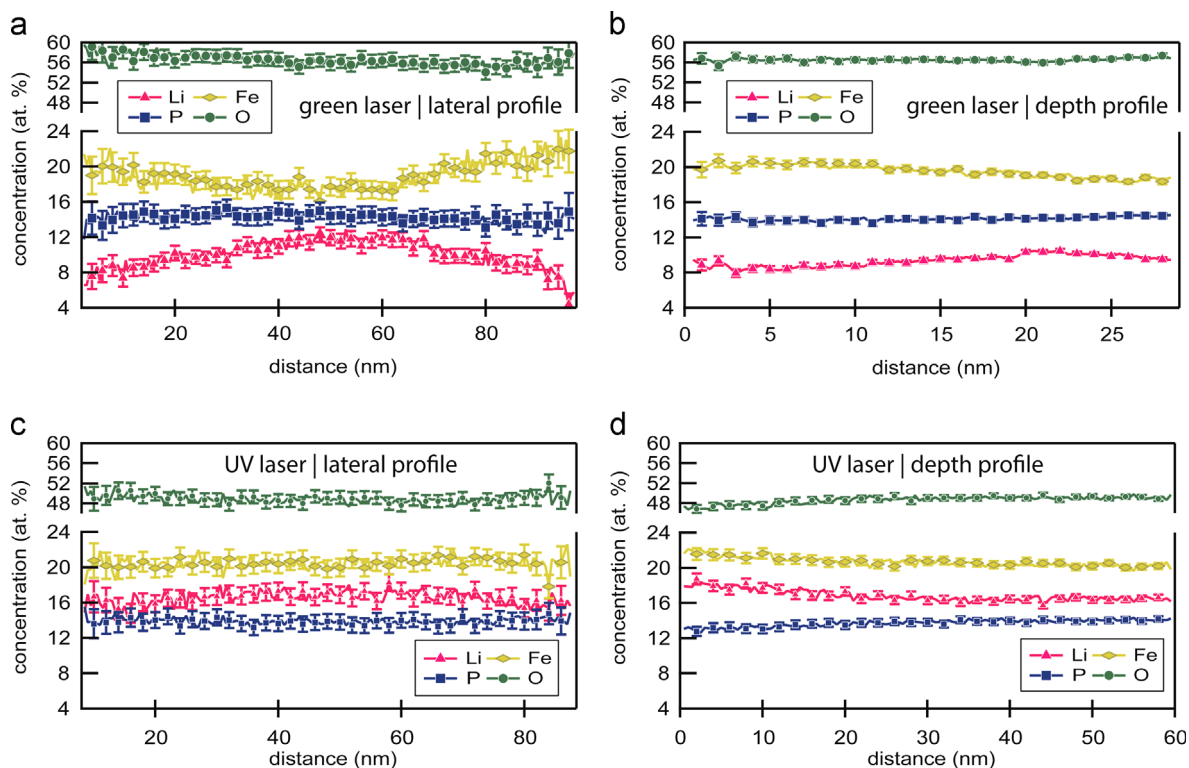 a
60
56
52
48
24
20
16
12
8
4
concentration (at. %)
Li Fe
P O
green laser | lateral profile
20 40 60 80
distance (nm)
b
60
56
52
48
24
20
16
12
8
4
concentration (at. %)
Li Fe
P O
green laser | depth profile
0 5 10 15 20 25
distance (nm)
c
60
56
52
48
24
20
16
12
8
4
concentration (at. %)
UV laser | lateral profile
Li Fe
P O
20 40 60 80
distance (nm)
d
60
56
52
48
24
20
16
12
8
4
concentration (at. %)
UV laser | depth profile
Li Fe
P O
0 10 20 30 40 50 60
distance (nm)